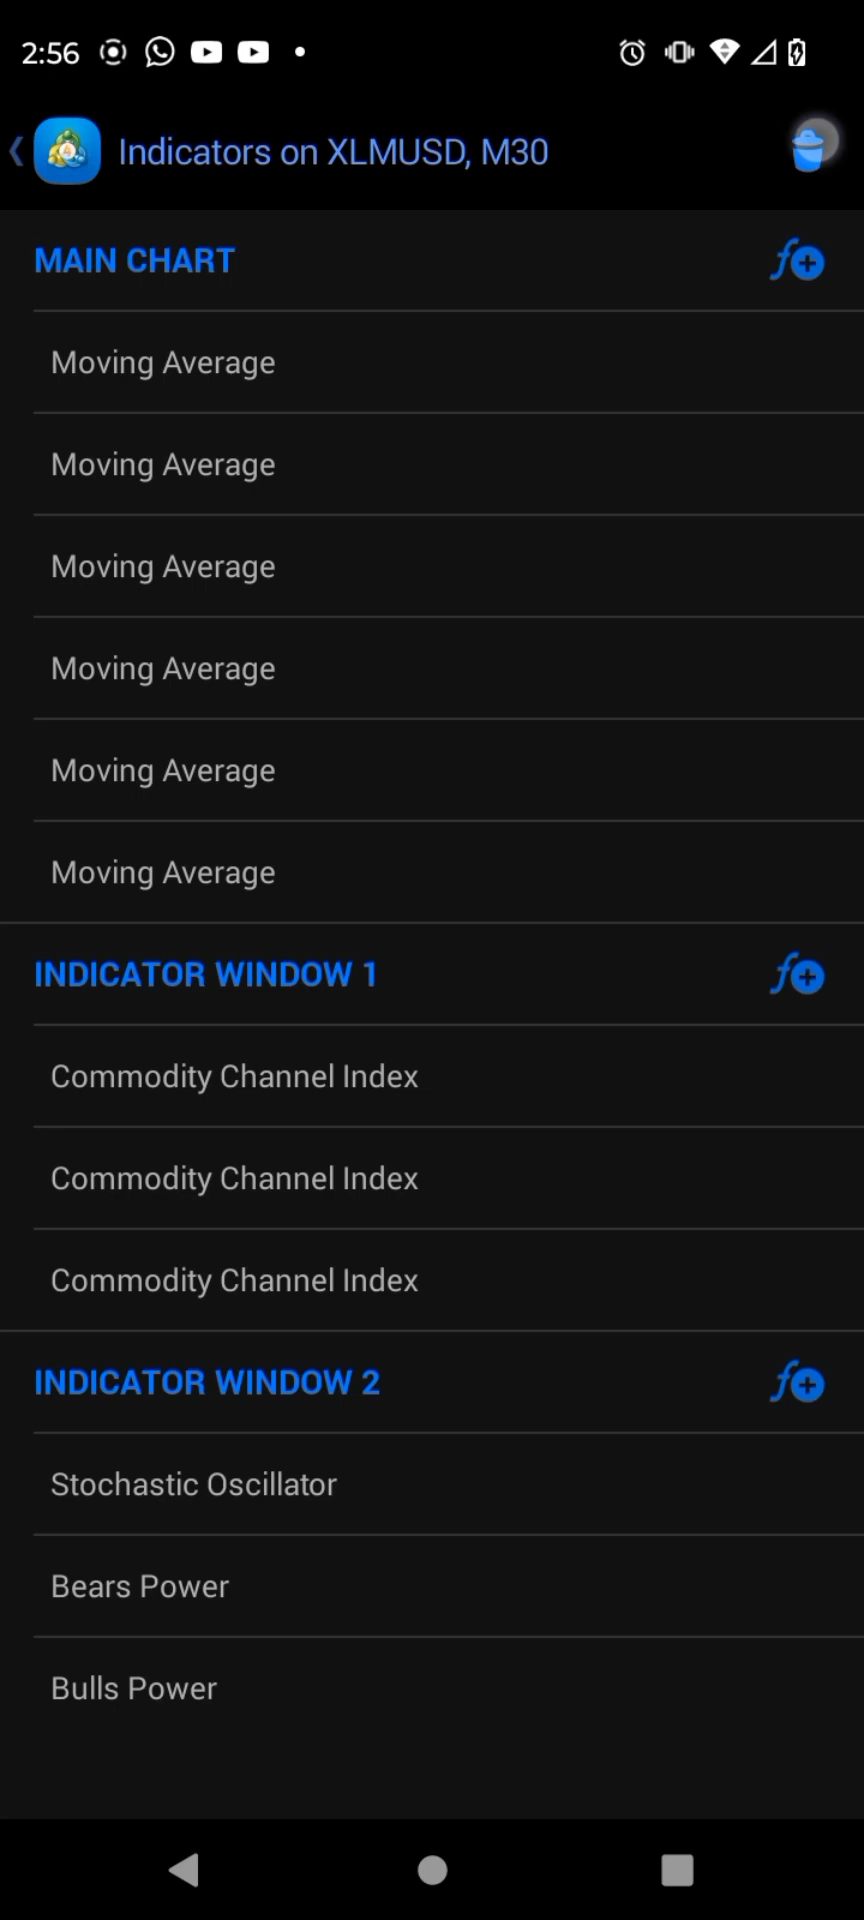 2:56
Indicators on XLMUSD, M30
MAIN CHART
Moving Average
Moving Average
Moving Average
Moving Average
Moving Average
Moving Average
INDICATOR WINDOW 1
Commodity Channel Index
Commodity Channel Index
Commodity Channel Index
INDICATOR WINDOW 2
Stochastic Oscillator
Bears Power
Bulls Power